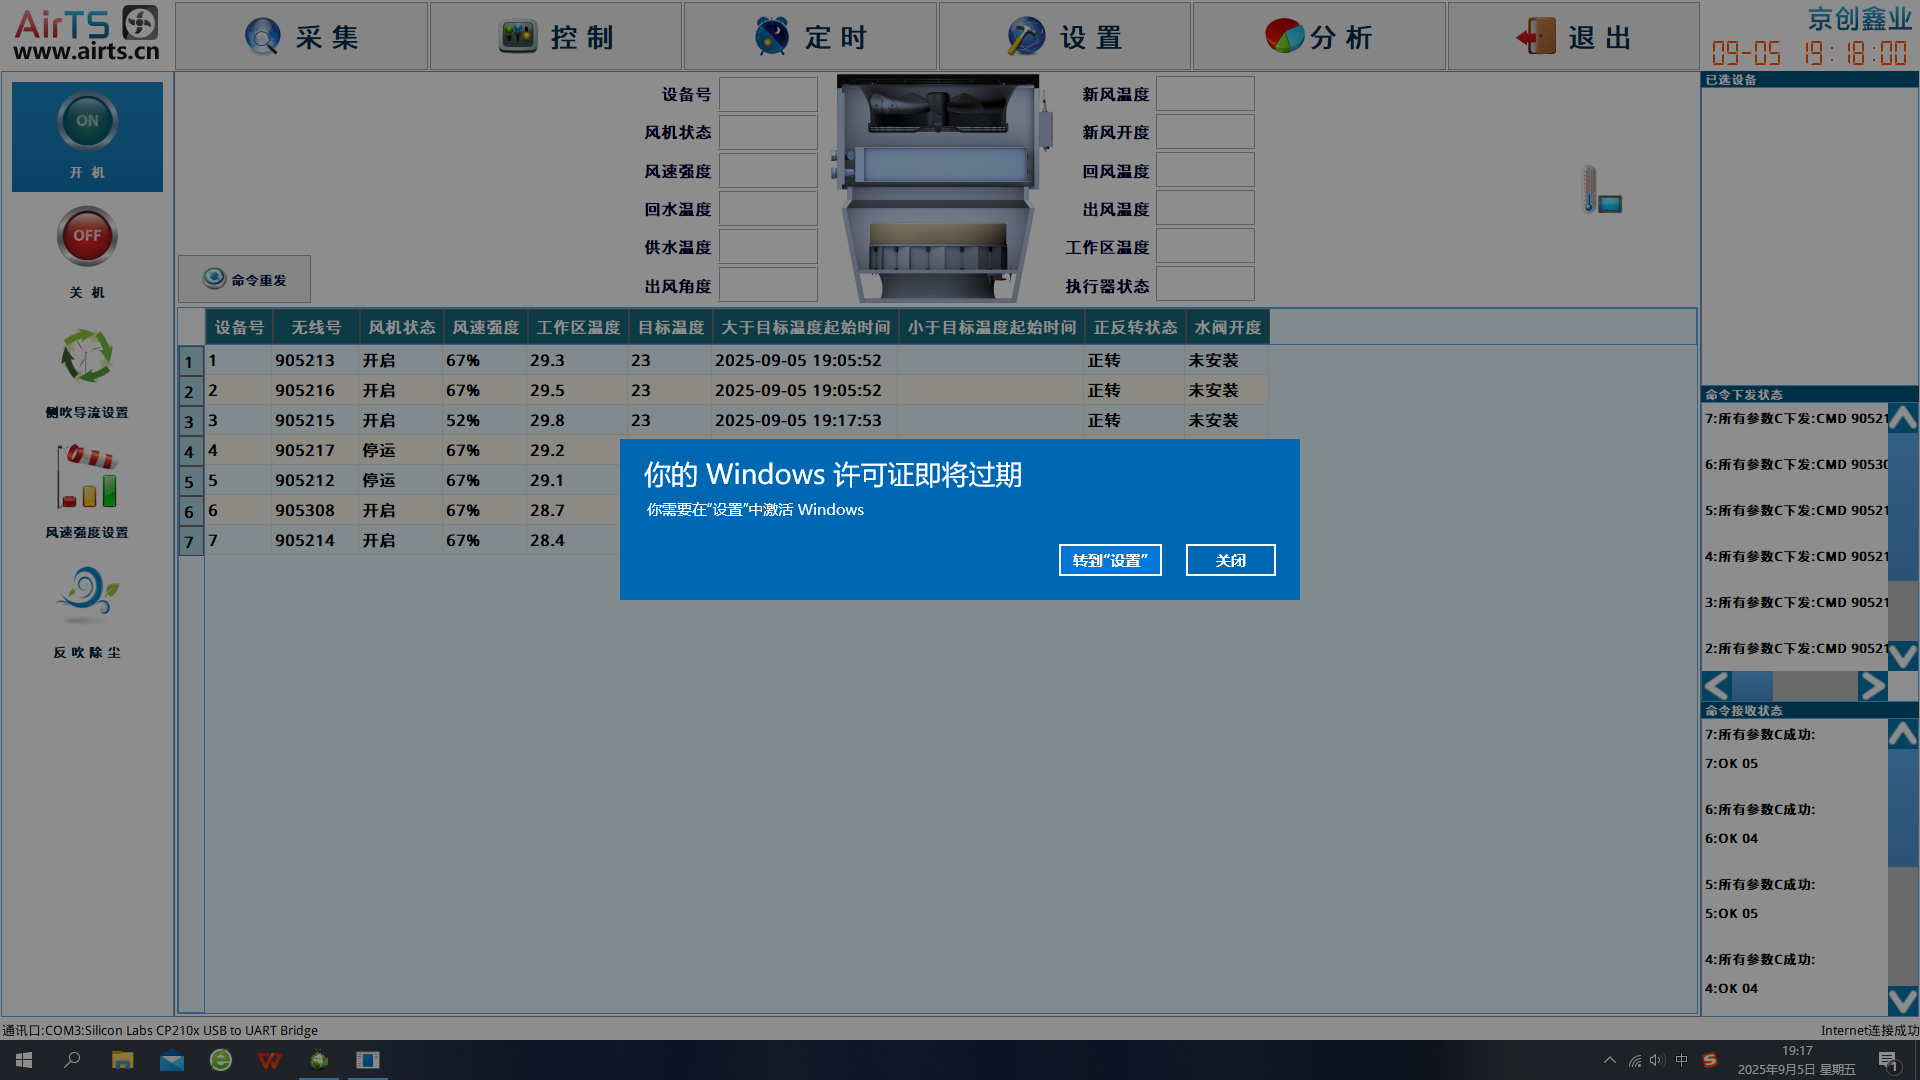 AirTS
www.airts.cn
采集
控制
定时
设置
分析
退出
京创鑫业
09-05 19:18:00
ON
开 机
OFF
关 机
侧吹导流设置
风速强度设置
反吹除尘
命令重发
设备号
风机状态
风速强度
回水温度
供水温度
出风角度
新风温度
新风开度
回风温度
出风温度
工作区温度
执行器状态
设备号 无线号 风机状态 风速强度 工作区温度 目标温度 大于目标温度起始时间 小于目标温度起始时间 正反转状态 水阀开度
1 1 905213 开启 67% 29.3 23 2025-09-05 19:05:52 正转 未安装
2 2 905216 开启 67% 29.5 23 2025-09-05 19:05:52 正转 未安装
3 3 905215 开启 52% 29.8 23 2025-09-05 19:17:53 正转 未安装
4 4 905217 停运 67% 29.2
5 5 905212 停运 67% 29.1
6 6 905308 开启 67% 28.7
7 7 905214 开启 67% 28.4
你的 Windows 许可证即将过期
你需要在“设置”中激活 Windows
转到“设置”
关闭
已选设备
命令下发状态
7:所有参数C下发:CMD 90521
6:所有参数C下发:CMD 90530
5:所有参数C下发:CMD 90521
4:所有参数C下发:CMD 90521
3:所有参数C下发:CMD 90521
2:所有参数C下发:CMD 90521
命令接收状态
7:所有参数C成功:
7:OK 05
6:所有参数C成功:
6:OK 04
5:所有参数C成功:
5:OK 05
4:所有参数C成功:
4:OK 04
通讯口:COM3:Silicon Labs CP210x USB to UART Bridge
Internet连接成功
中
19:17
2025年9月5日 星期五
1